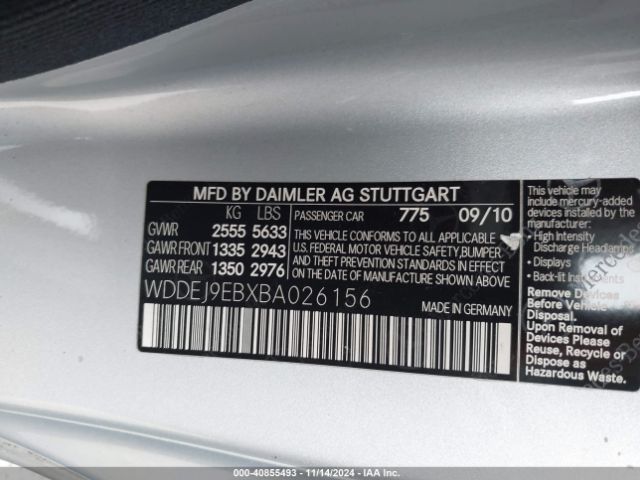 MFD BY DAIMLER AG STUTTGART
KG LBS
GVWR 2555 5633
GAWR FRONT 1335 2943
GAWR REAR 1350 2976
PASSENGER CAR 775 09/10
THIS VEHICLE CONFORMS TO ALL APPLICABLE
U.S. FEDERAL MOTOR VEHICLE SAFETY,BUMPER,
AND THEFT PREVENTION STANDARDS IN EFFECT
ON THE DATE OF MANUFACTURE SHOWN ABOVE.
WDDEJ9EBXBA026156
MADE IN GERMANY
This vehicle may
include mercury-added
devices installed by the
manufacturer:
- High Intensity
Discharge Headlamps
- Displays
Remove Devices
Before Vehicle
Disposal.
Upon Removal of
Devices Please
Reuse, Recycle or
Dispose as
Hazardous Waste.
000-40855493 - 11/14/2024 - IAAI.com